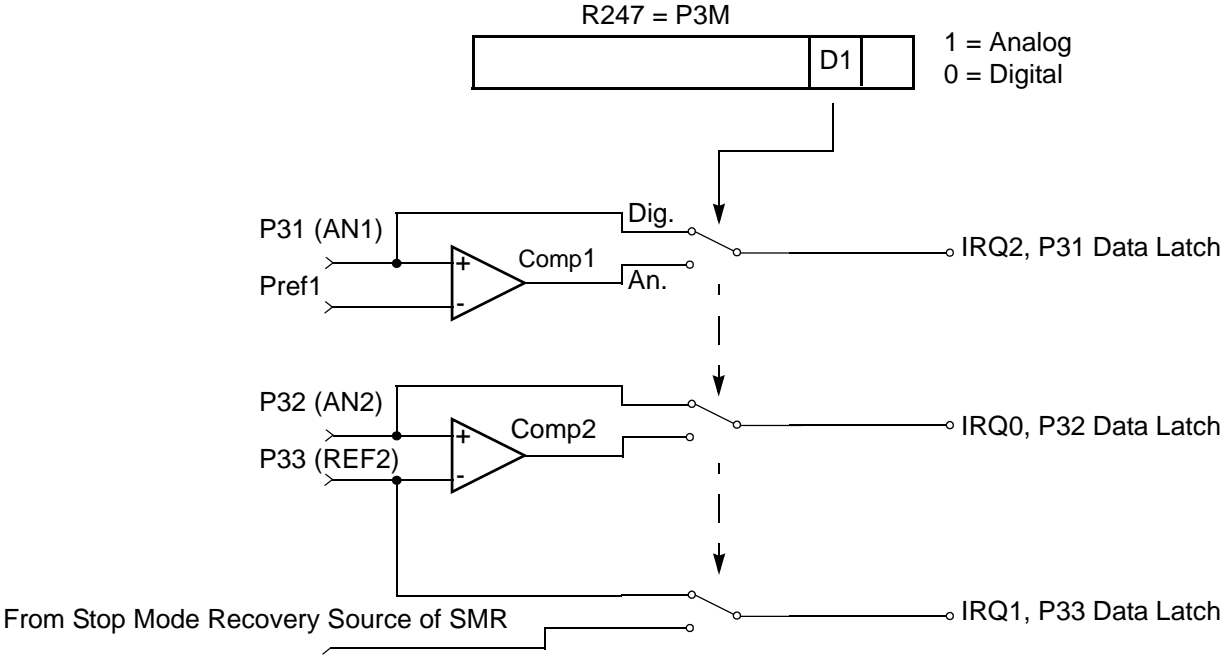 R247 = P3M
D1
1 = Analog
0 = Digital
P31 (AN1)
Dig.
IRQ2, P31 Data Latch
+
Comp1
Pref1
-
An.
P32 (AN2)
IRQ0, P32 Data Latch
+
Comp2
P33 (REF2)
-
From Stop Mode Recovery Source of SMR
IRQ1, P33 Data Latch